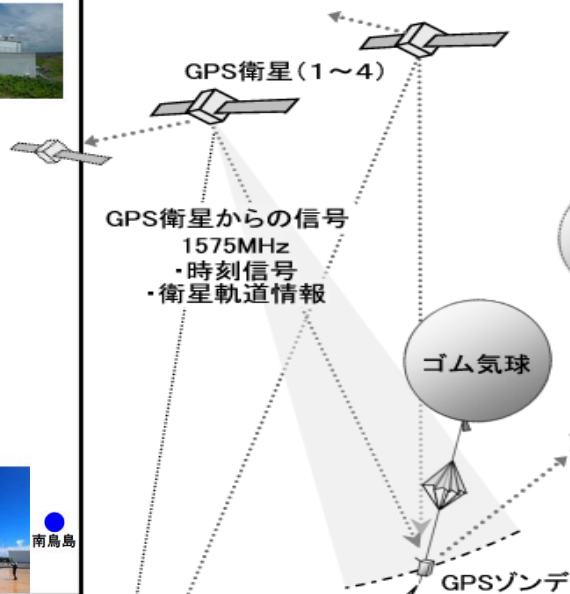 GPS衛星(1～4)
GPS衛星からの信号
1575MHz
・時刻信号
・衛星軌道情報
ゴム気球
南鳥島
GPSゾンデ